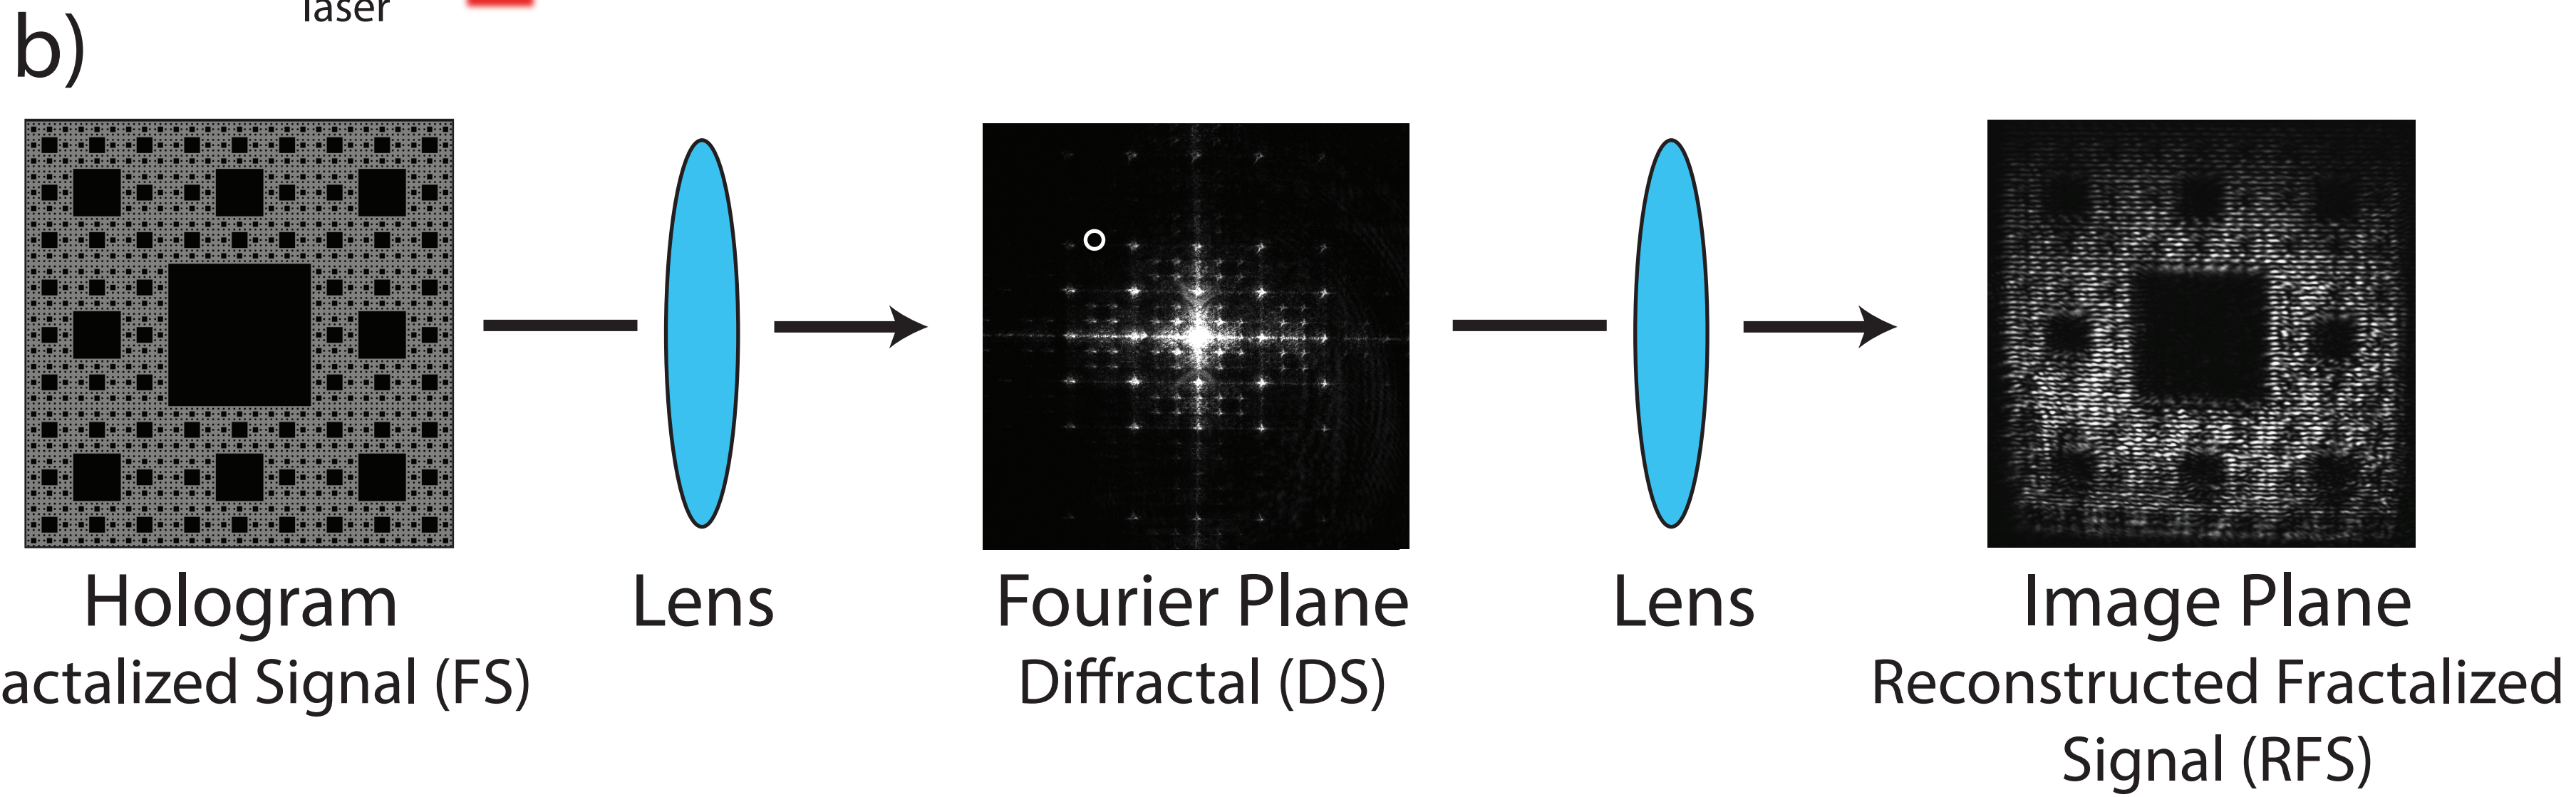 laser
b)
Hologram
actalized Signal (FS)
Lens
Fourier Plane
Diffractal (DS)
Lens
Image Plane
Reconstructed Fractalized
Signal (RFS)